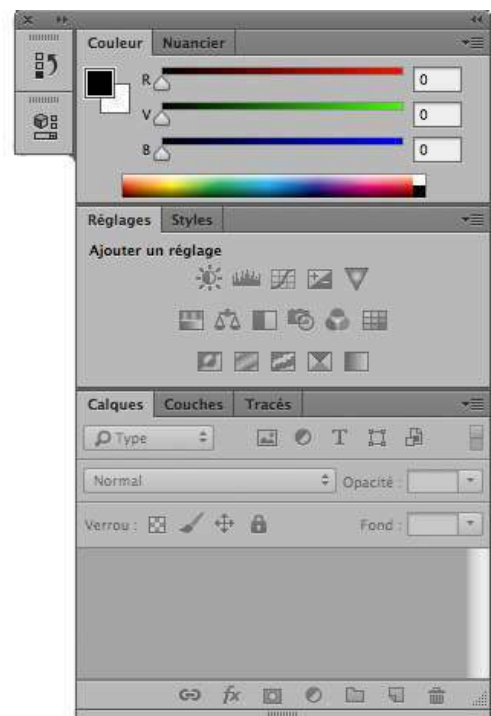 Couleur Nuancier
R 0
V 0
B 0
Réglages Styles
Ajouter un réglage
Calques Couches Tracés
Type T
Normal Opacité :
Verrou : Fond :
fx